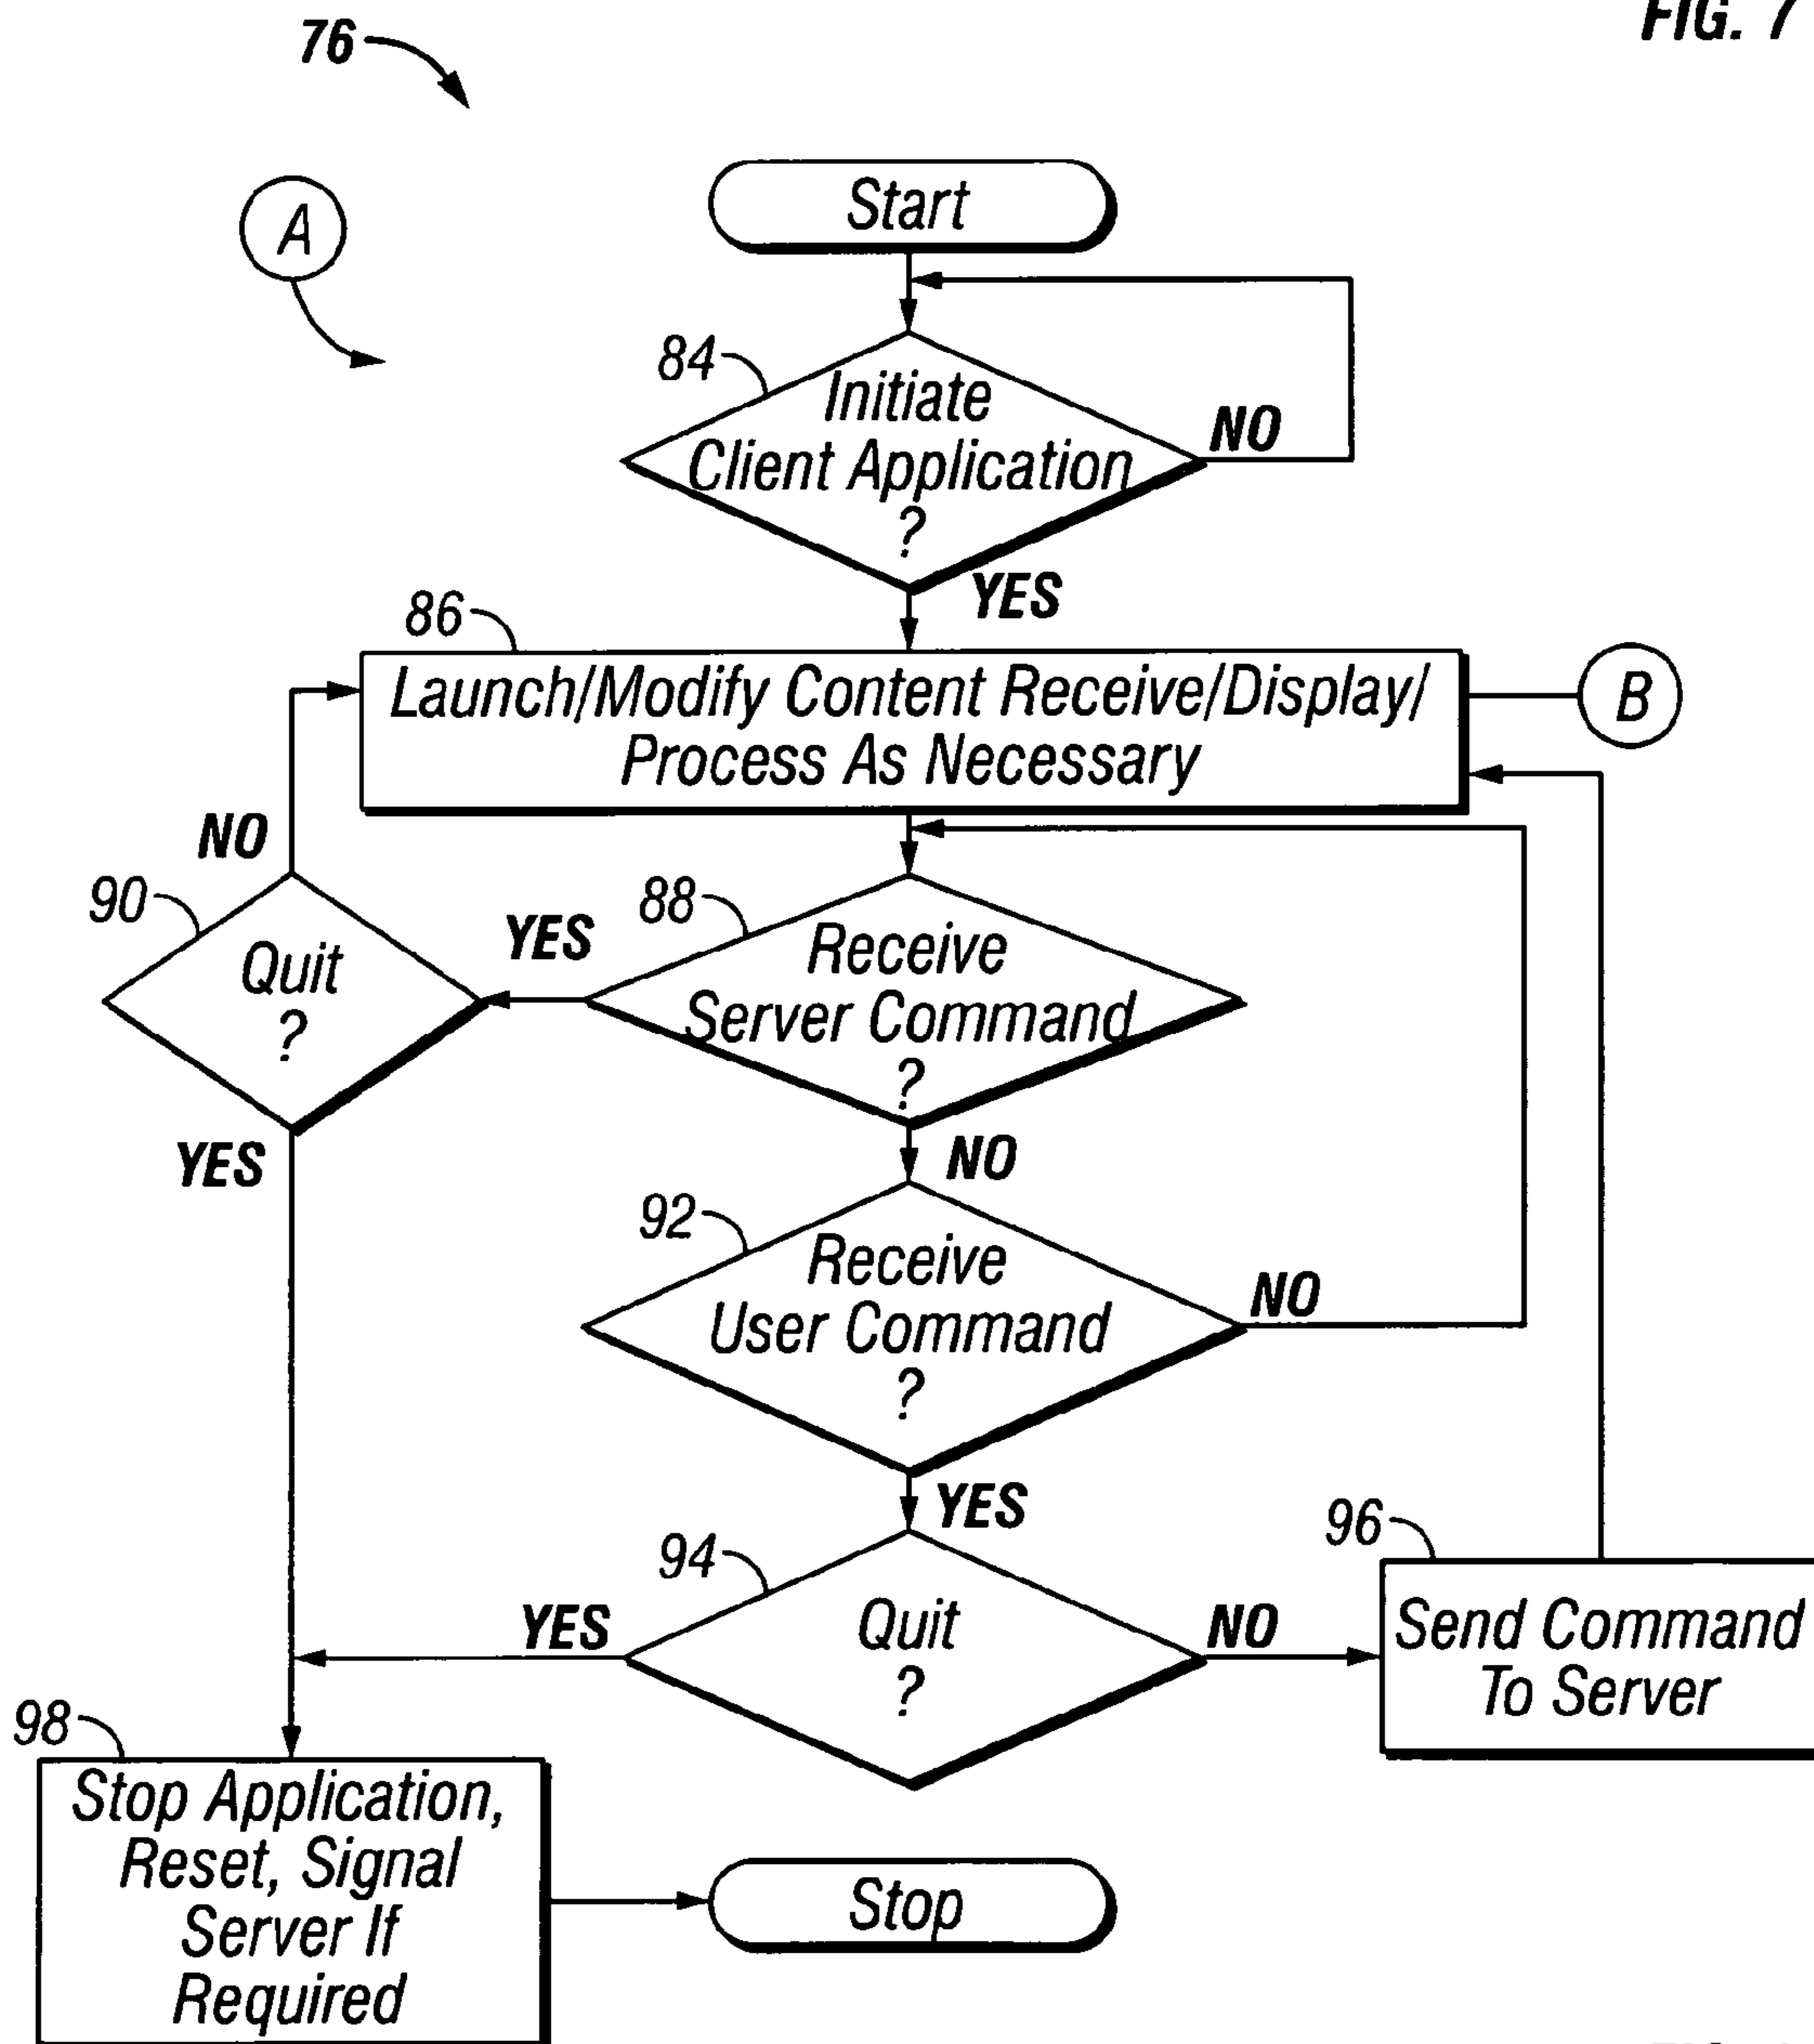 FIG. 7
76
A
Start
84
Initiate
Client Application
?
NO
YES
86
Launch/Modify Content Receive/Display/
Process As Necessary
B
NO
90
Quit
?
YES
88
Receive
Server Command
?
YES
NO
92
Receive
User Command
?
NO
YES
94
Quit
?
YES
NO
96
Send Command
To Server
98
Stop Application,
Reset, Signal
Server If
Required
Stop